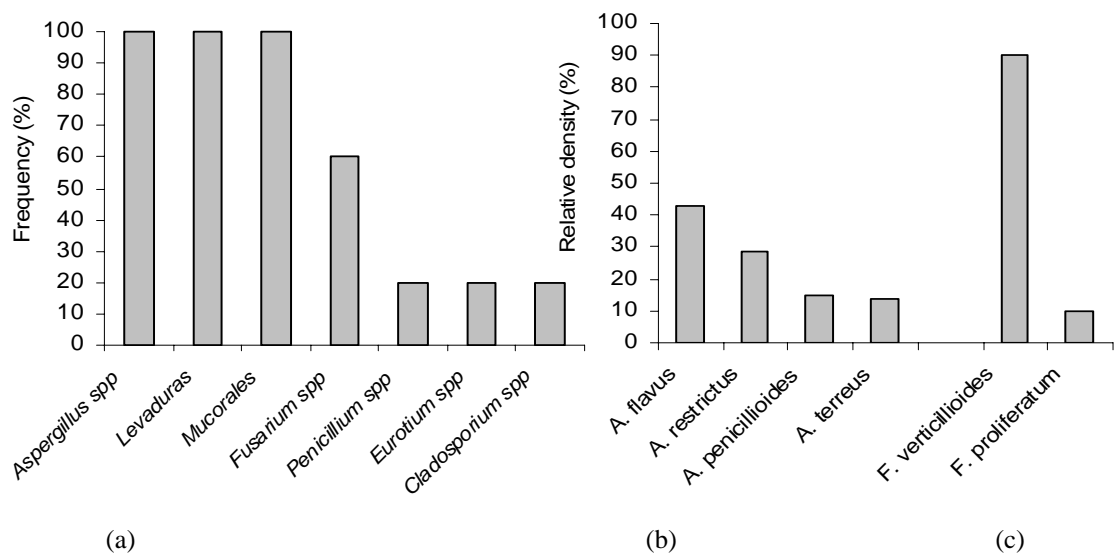 Frequency (%)
100
90
80
70
60
50
40
30
20
10
0
Aspergillus spp
Levaduras
Mucorales
Fusarium spp
Penicillium spp
Eurotium spp
Cladosporium spp
(a)
Relative density (%)
100
90
80
70
60
50
40
30
20
10
0
A. flavus
A. restrictus
A. penicillioides
A. terreus
F. verticillioides
F. proliferatum
(b)
(c)